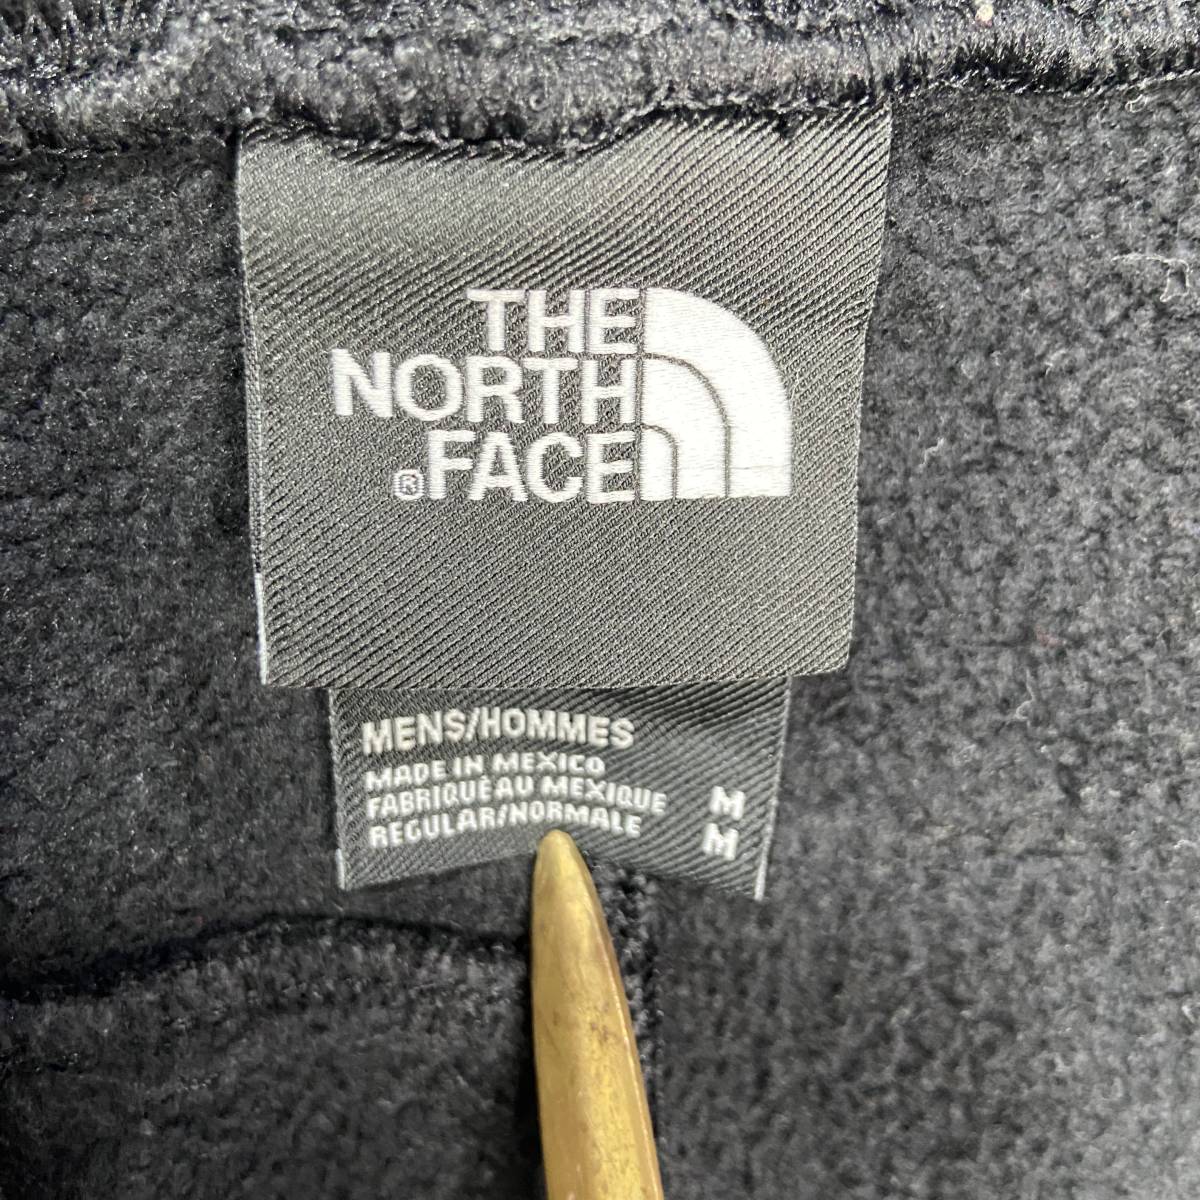 THE
NORTH
®FACE
MENS/HOMMES
MADE IN MEXICO
FABRIQUÉ AU MEXIQUE M
REGULAR/NORMALE M